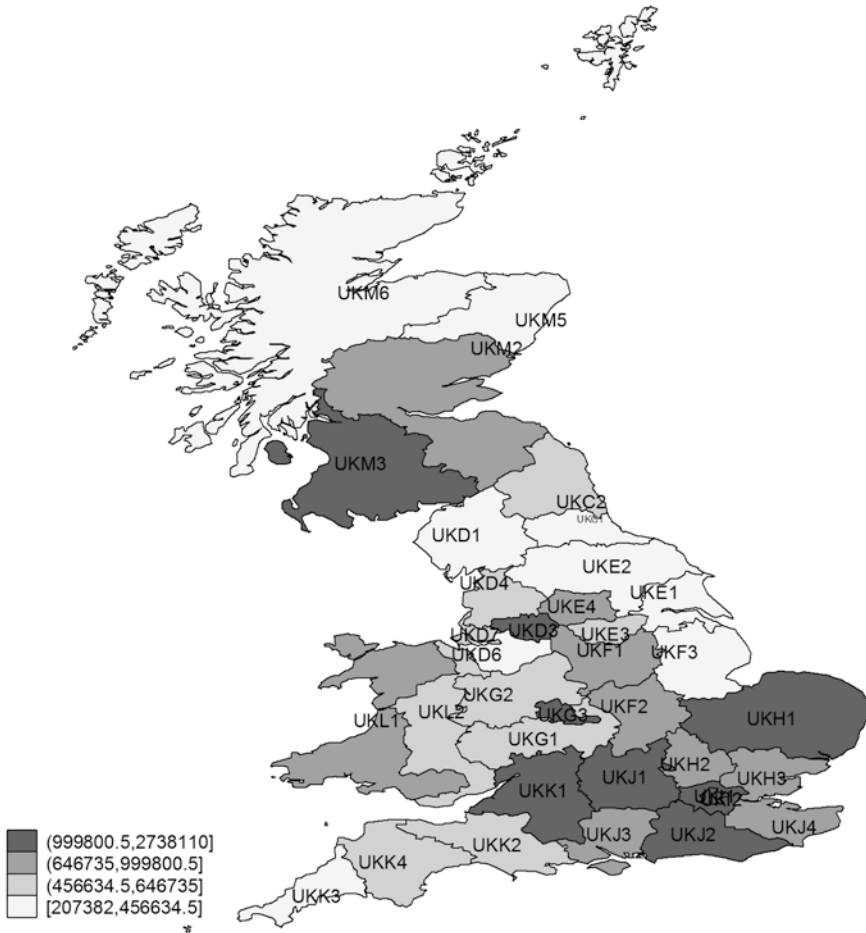 UKM6
UKM5
UKM2
UKM3
UKC2
UKC1
UKD1
UKE2
UKD4
UKE1
UKE4
UKD7
UKD3
UKE3
UKD6
UKF1
UKF3
UKG2
UKL2
UKG3
UKF2
UKH1
UKL1
UKG1
UKH2
UKJ1
UKH3
UKK1
UKJ2
UKJ3
UKJ4
UKK2
UKK4
UKK3
(999800.5,2738110]
(646735,999800.5]
(456634.5,646735]
[207382,456634.5]